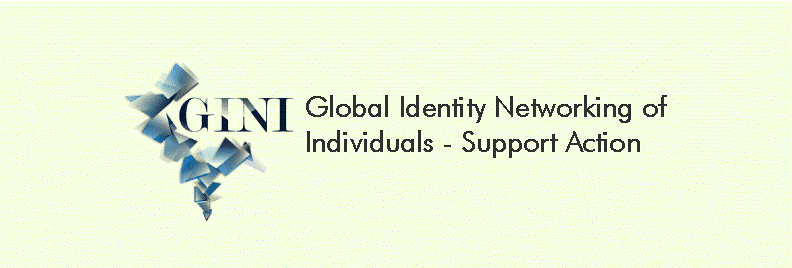 GINI
Global Identity Networking of
Individuals - Support Action